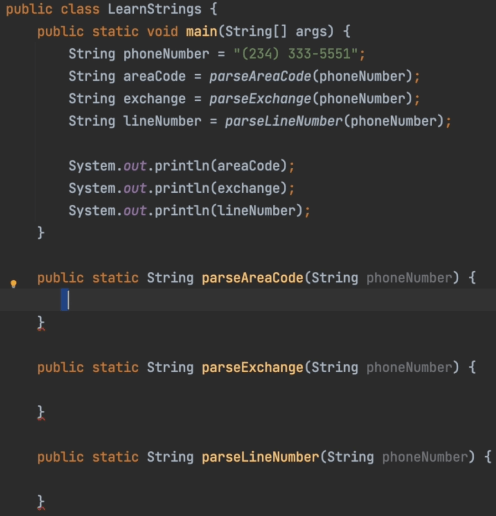 public class LearnStrings {
    public static void main(String[] args) {
        String phoneNumber = "(234) 333-5551";
        String areaCode = parseAreaCode(phoneNumber);
        String exchange = parseExchange(phoneNumber);
        String lineNumber = parseLineNumber(phoneNumber);

        System.out.println(areaCode);
        System.out.println(exchange);
        System.out.println(lineNumber);
    }

    public static String parseAreaCode(String phoneNumber) {

    }

    public static String parseExchange(String phoneNumber) {

    }

    public static String parseLineNumber(String phoneNumber) {

    }